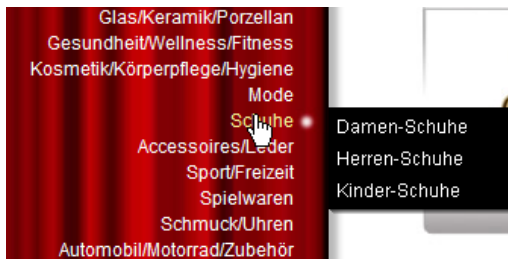 Glas/Keramik/Porzellan
Gesundheit/Wellness/Fitness
Kosmetik/Körperpflege/Hygiene
Mode
Schuhe
Accessoires/Leder
Sport/Freizeit
Spielwaren
Schmuck/Uhren
Automobil/Motorrad/Zubehör
Damen-Schuhe
Herren-Schuhe
Kinder-Schuhe